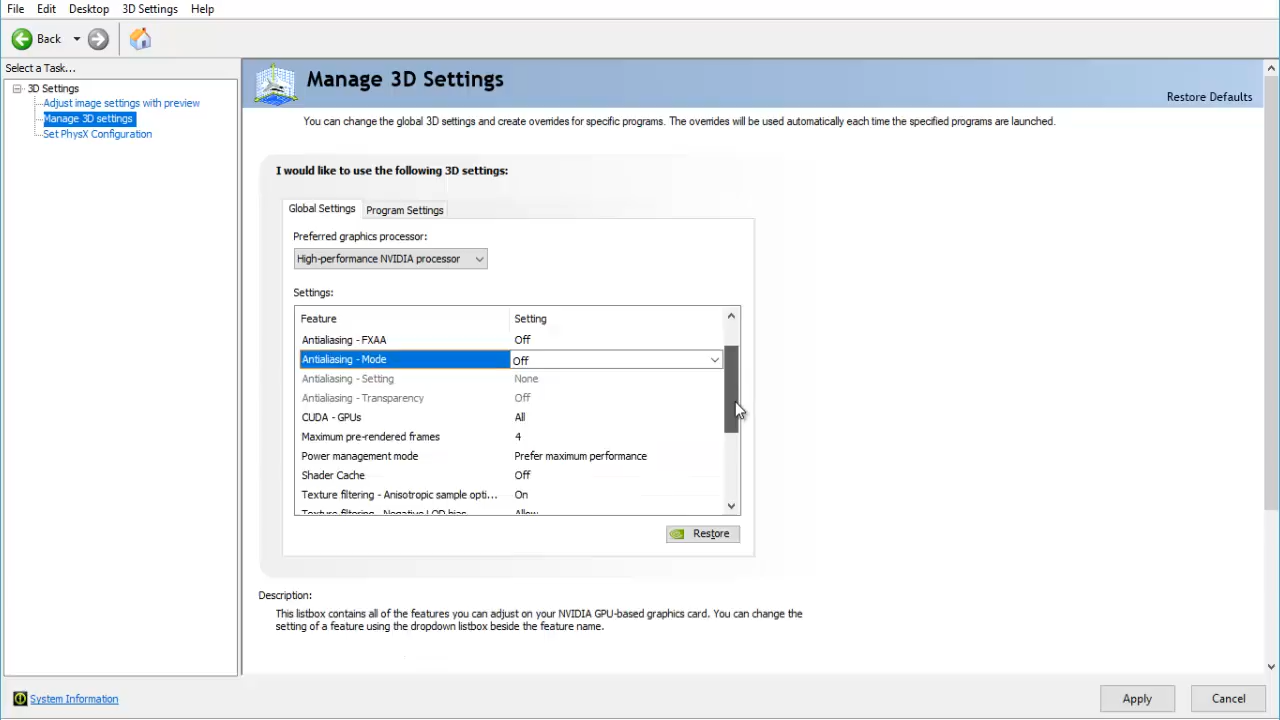 File Edit Desktop 3D Settings Help
Back
Select a Task...
3D Settings
Adjust image settings with preview
Manage 3D settings
Set PhysX Configuration
Manage 3D Settings
Restore Defaults
You can change the global 3D settings and create overrides for specific programs. The overrides will be used automatically each time the specified programs are launched.
I would like to use the following 3D settings:
Global Settings Program Settings
Preferred graphics processor:
High-performance NVIDIA processor
Settings:
Feature Setting
Antialiasing - FXAA Off
Antialiasing - Mode Off
Antialiasing - Setting None
Antialiasing - Transparency Off
CUDA - GPUs All
Maximum pre-rendered frames 4
Power management mode Prefer maximum performance
Shader Cache Off
Texture filtering - Anisotropic sample opti... On
Texture filtering - Negative LOD bias Allow
Restore
Description:
This listbox contains all of the features you can adjust on your NVIDIA GPU-based graphics card. You can change the
setting of a feature using the dropdown listbox beside the feature name.
System Information
Apply Cancel